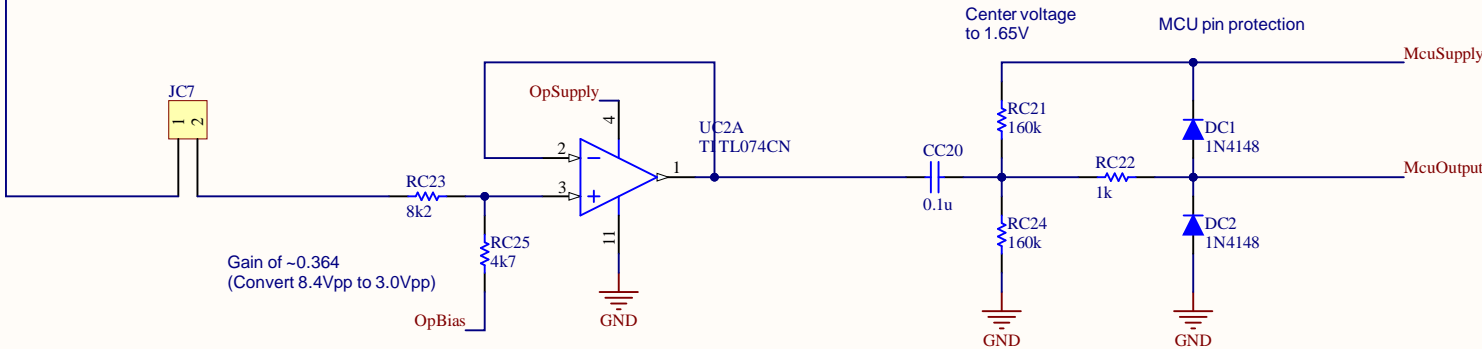 Center voltage
to 1.65V
MCU pin protection
McuSupply
JC7
1
2
OpSupply
4
RC21
160k
UC2A
TI TL074CN
DC1
1N4148
2
1
3
CC20
0.1u
RC22
1k
McuOutput
RC23
8k2
11
RC24
160k
DC2
1N4148
RC25
4k7
Gain of ~0.364
(Convert 8.4Vpp to 3.0Vpp)
OpBias
GND
GND
GND